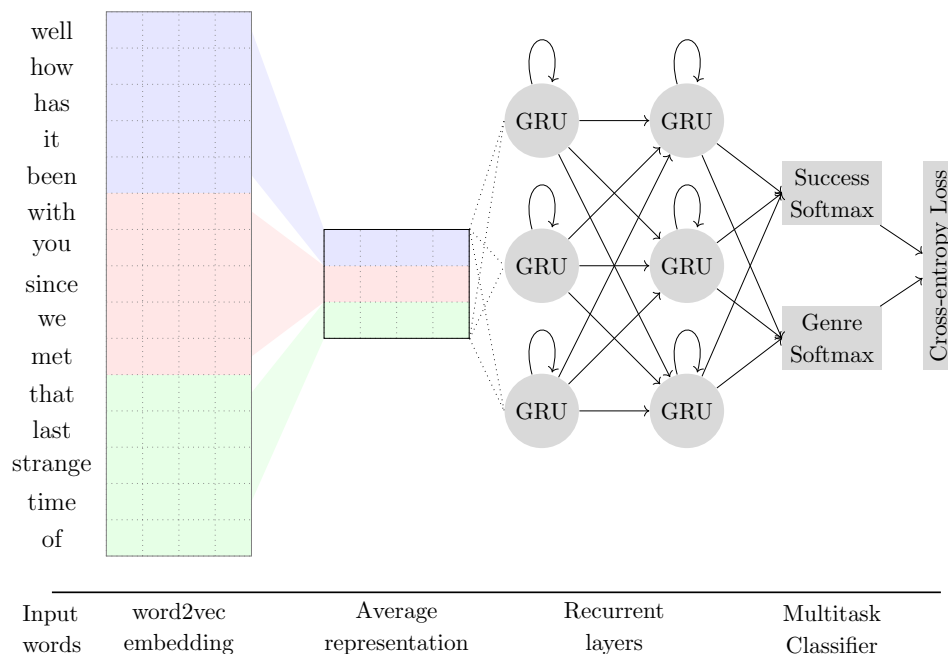 well
how
has
it
been
with
you
since
we
met
that
last
strange
time
of
GRU
GRU
GRU
GRU
GRU
GRU
Success
Softmax
Genre
Softmax
Cross-entropy Loss
Input
words
word2vec
embedding
Average
representation
Recurrent
layers
Multitask
Classifier